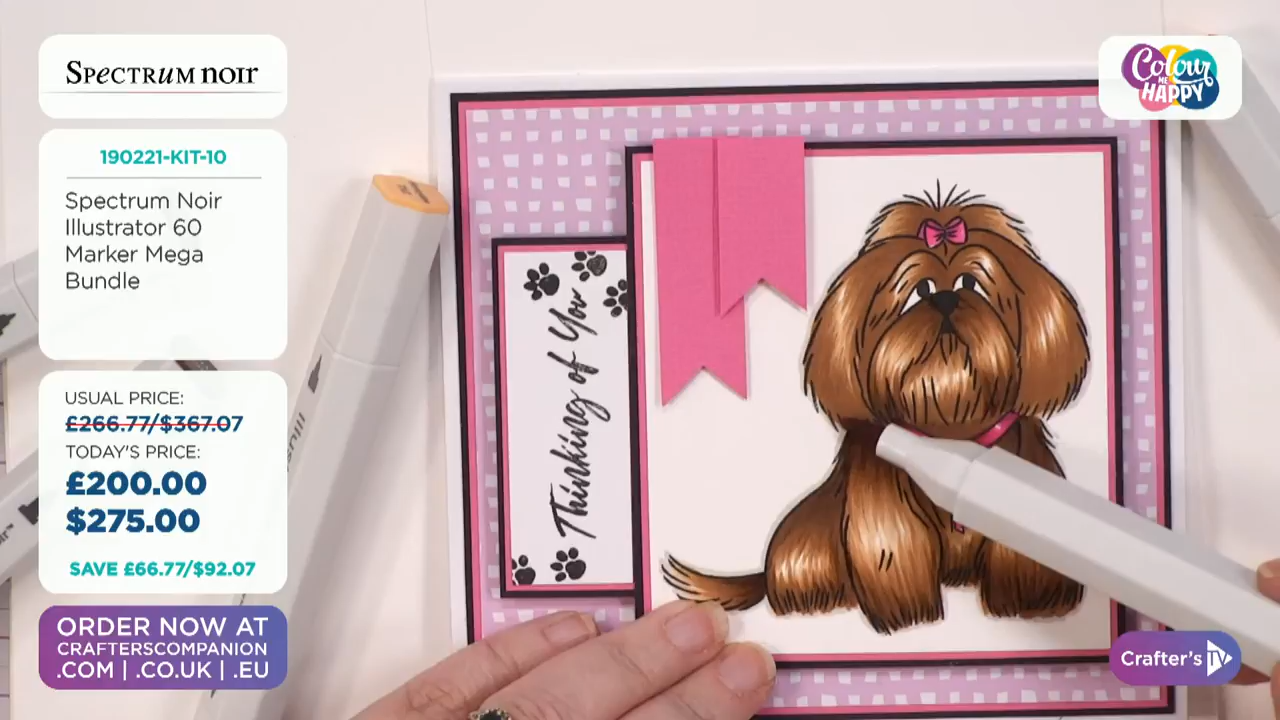 SPECTRUM NOIR
190221-KIT-10
Spectrum Noir
Illustrator 60
Marker Mega
Bundle
USUAL PRICE:
£266.77/$367.07
TODAY'S PRICE:
£200.00
$275.00
SAVE £66.77/$92.07
ORDER NOW AT
CRAFTERSCOMPANION
.COM | .CO.UK | .EU
Thinking of You
Colour
ME
HAPPY
Crafter's TV